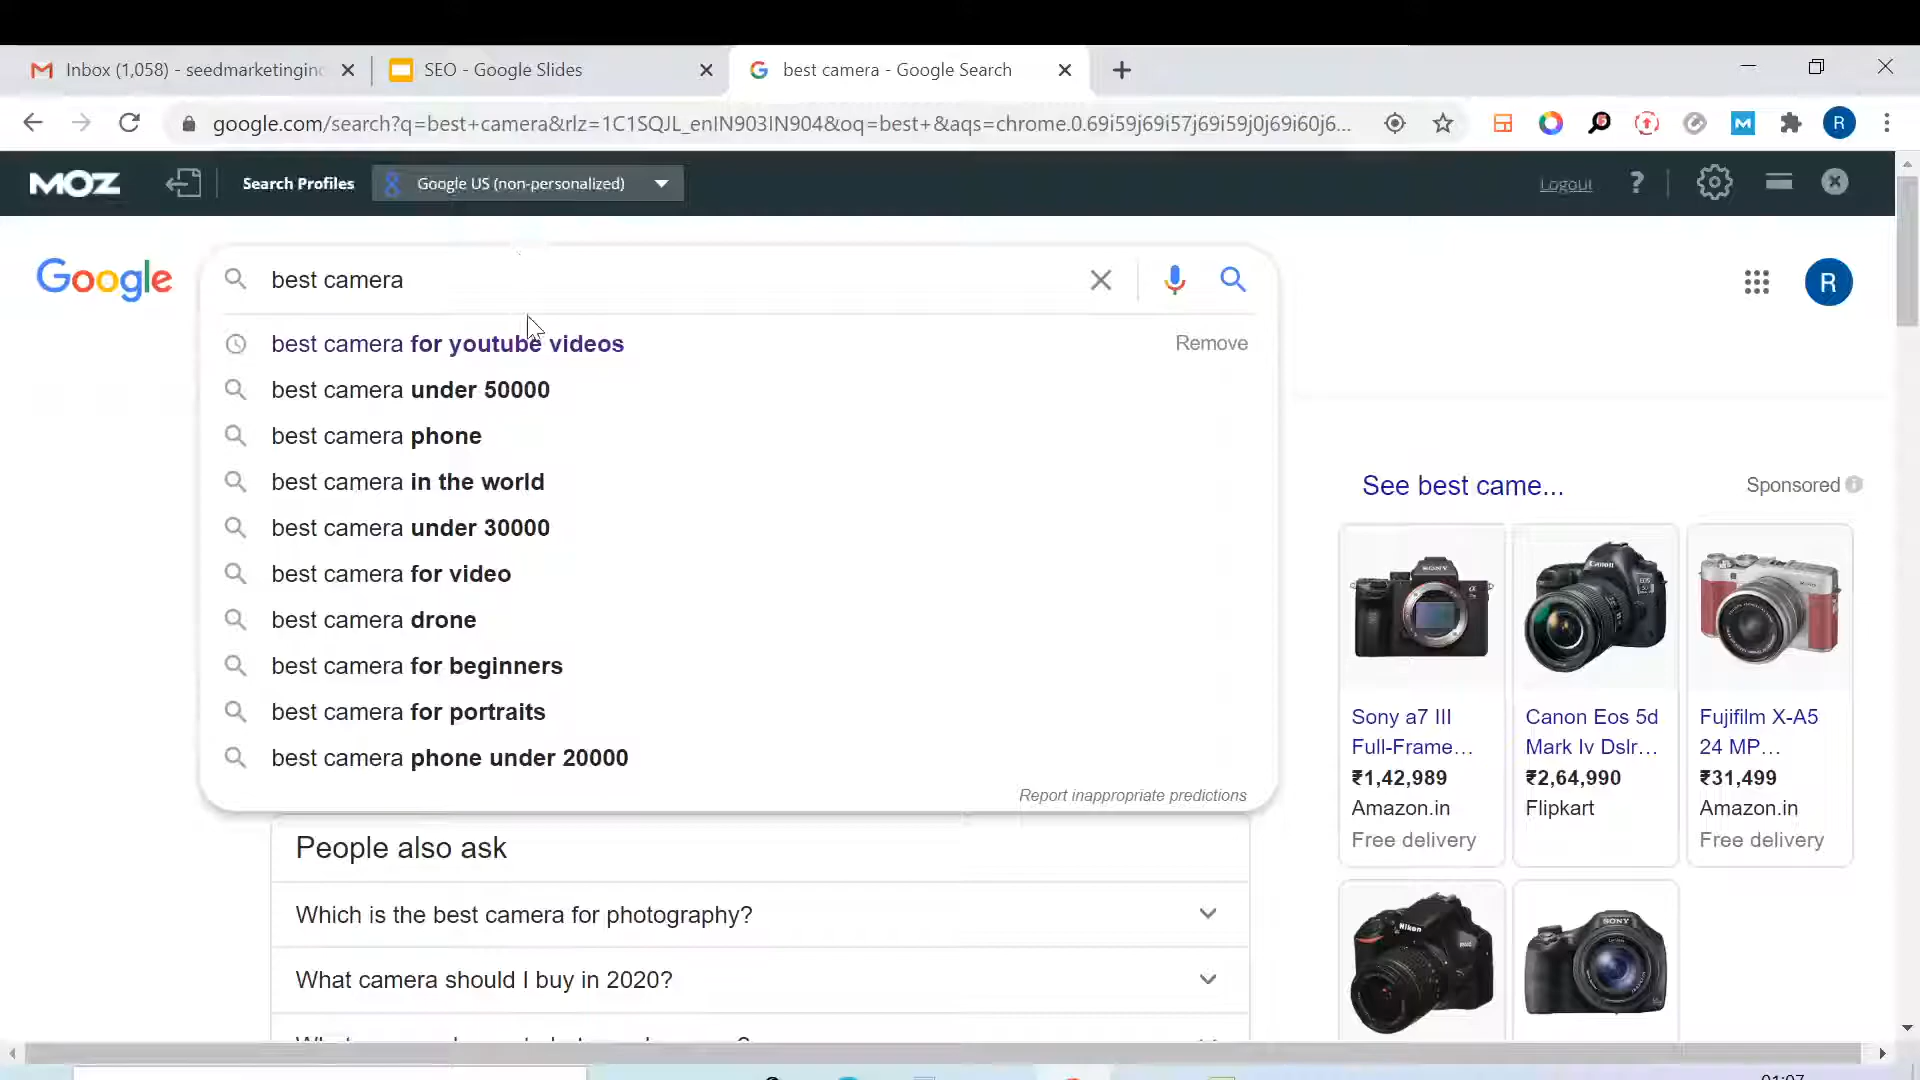 Inbox (1,058) - seedmarketinginc
SEO - Google Slides
best camera - Google Search
google.com/search?q=best+camera&rlz=1C1SQJL_enIN903IN904&oq=best+&aqs=chrome.0.69i59j69i57j69i59j0j69i60j6...
R
MOZ
Search Profiles
Google US (non-personalized)
Logout
?
Google
best camera
R
best camera for youtube videos
Remove
best camera under 50000
best camera phone
best camera in the world
best camera under 30000
best camera for video
best camera drone
best camera for beginners
best camera for portraits
best camera phone under 20000
Report inappropriate predictions
People also ask
Which is the best camera for photography?
What camera should I buy in 2020?
See best came...
Sponsored
SONY
Canon
Sony a7 III
Full-Frame...
₹1,42,989
Amazon.in
Free delivery
Canon Eos 5d
Mark Iv Dslr...
₹2,64,990
Flipkart
Fujifilm X-A5
24 MP...
₹31,499
Amazon.in
Free delivery
Nikon
SONY